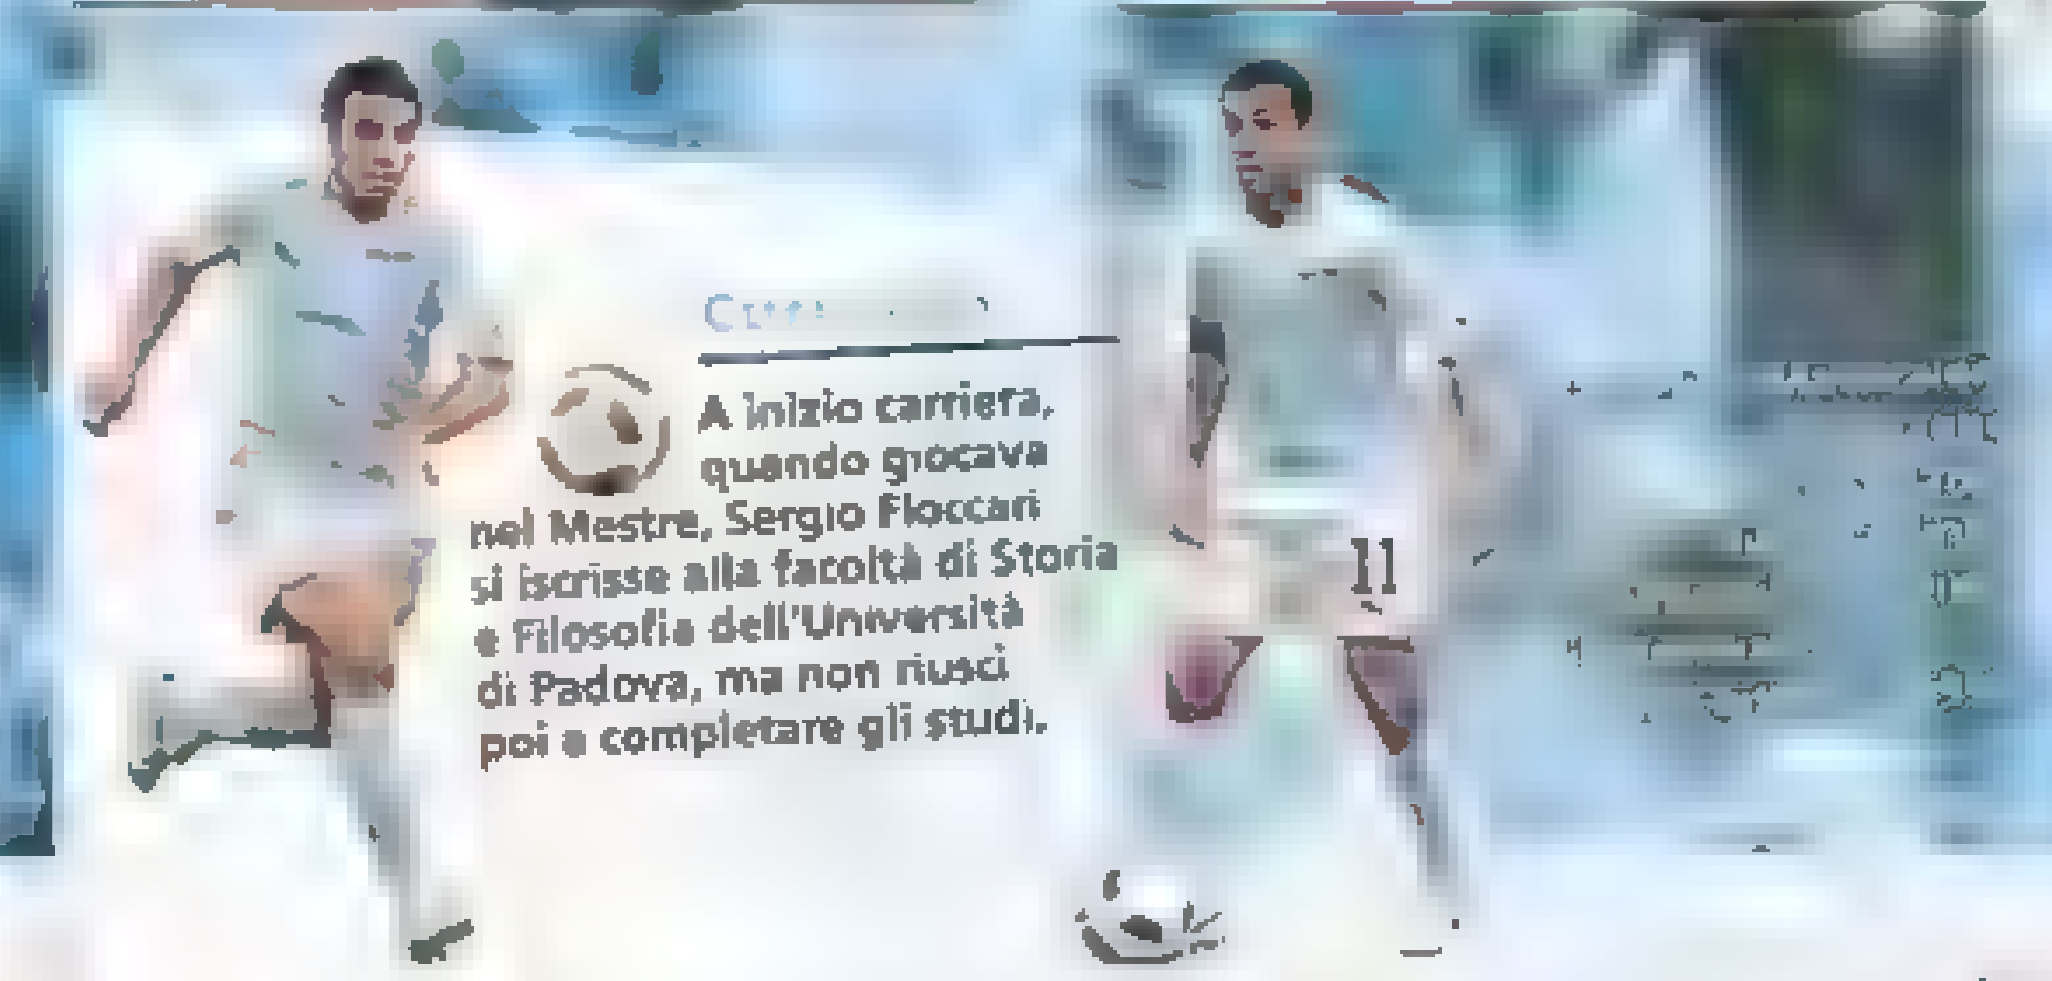 A inizio carriera,
quando giocava
nel Mestre, Sergio Floccari
si iscrisse alla facoltà di Storia
e Filosofia dell'Università
di Padova, ma non riuscì
poi a completare gli studi.
11